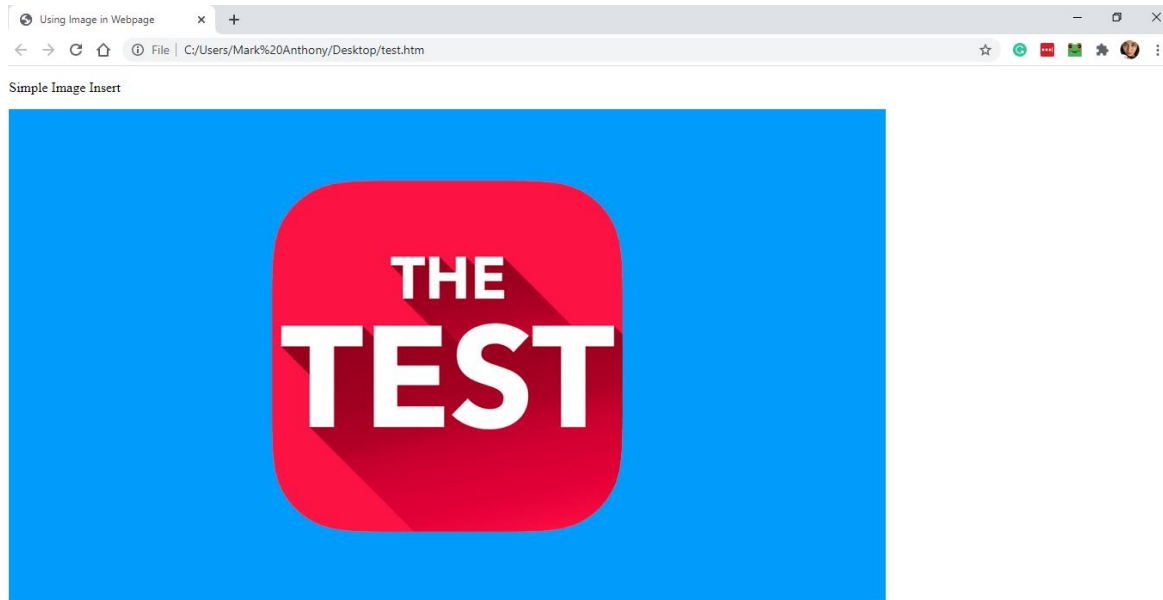 Using Image in Webpage
File C:/Users/Mark%20Anthony/Desktop/test.htm
Simple Image Insert
THE
TEST